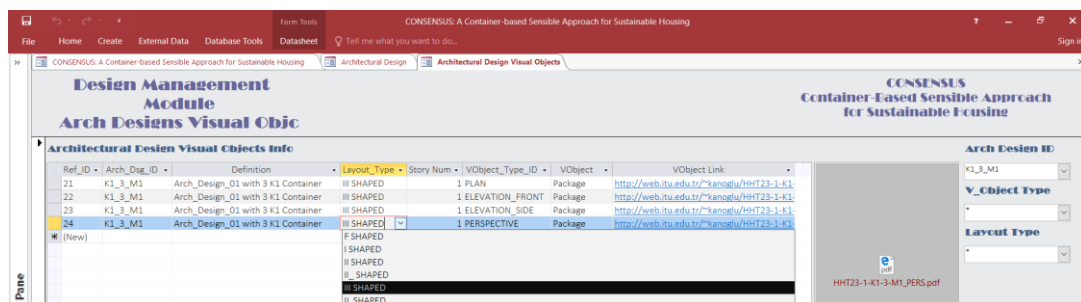 Form Tools
CONSENSUS: A Container-based Sensible Approach for Sustainable Housing
File Home Create External Data Database Tools Datasheet Tell me what you want to do...
Sign in
CONSENSUS: A Container-based Sensible Approach for Sustainable Housing Architectural Design Architectural Design Visual Objects
Design Management
Module
Arch Designs Visual Objc
CONSENSUS
Container-Based Sensible Approach
for Sustainable Housing
Architectural Design Visual Objects Info
Arch Design ID
Ref_ID Arch_Dsg_ID Definition Layout_Type Story Num VObject_Type_ID VObject VObject Link
K1_3_M1
21 K1_3_M1 Arch_Design_01 with 3 K1 Container III SHAPED 1 PLAN Package http://web.itu.edu.tr/~kanoglu/HHT23-1-K1-
22 K1_3_M1 Arch_Design_01 with 3 K1 Container III SHAPED 1 ELEVATION_FRONT Package http://web.itu.edu.tr/~kanoglu/HHT23-1-K1-
V_Object Type
23 K1_3_M1 Arch_Design_01 with 3 K1 Container III SHAPED 1 ELEVATION_SIDE Package http://web.itu.edu.tr/~kanoglu/HHT23-1-K1-
*
24 K1_3_M1 Arch_Design_01 with 3 K1 Container III SHAPED 1 PERSPECTIVE Package http://web.itu.edu.tr/~kanoglu/HHT23-1-K1-
(New)
Layout Type
*
F SHAPED
I SHAPED
II SHAPED
II_ SHAPED
III SHAPED
pdf
HHT23-1-K1-3-M1_PERS.pdf
Pane